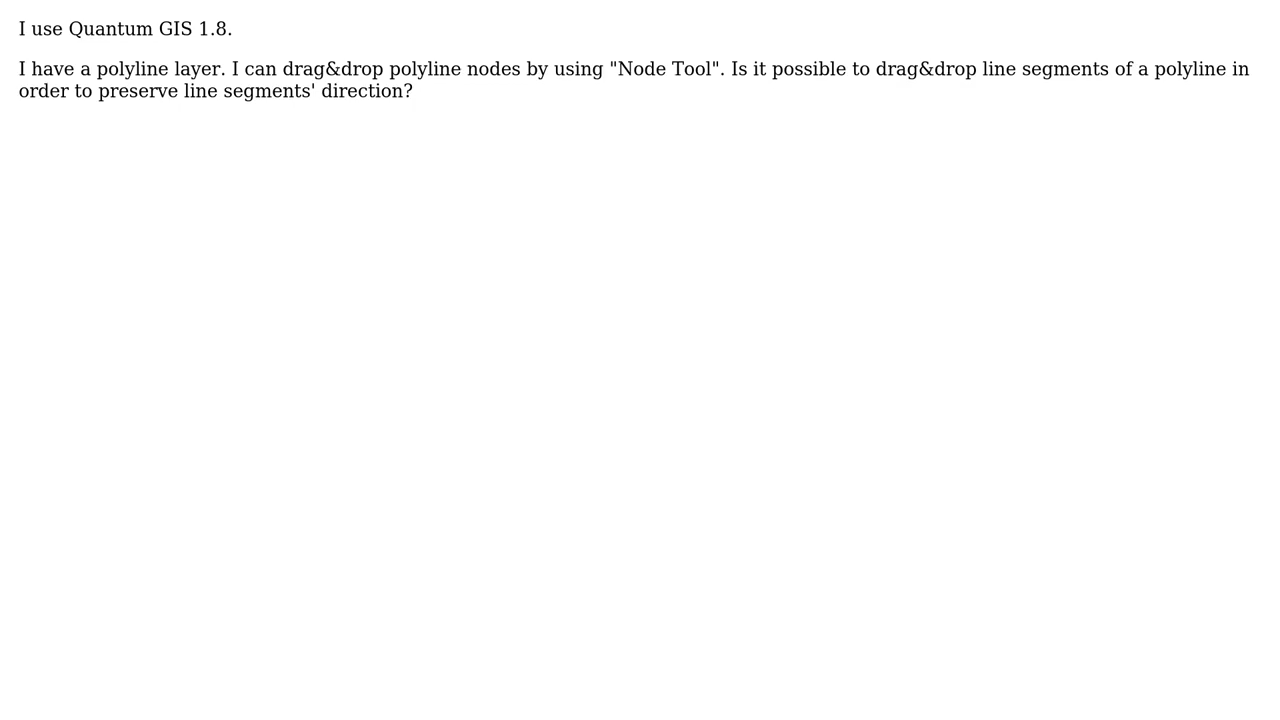 I use Quantum GIS 1.8.
I have a polyline layer. I can drag&drop polyline nodes by using "Node Tool". Is it possible to drag&drop line segments of a polyline in
order to preserve line segments' direction?